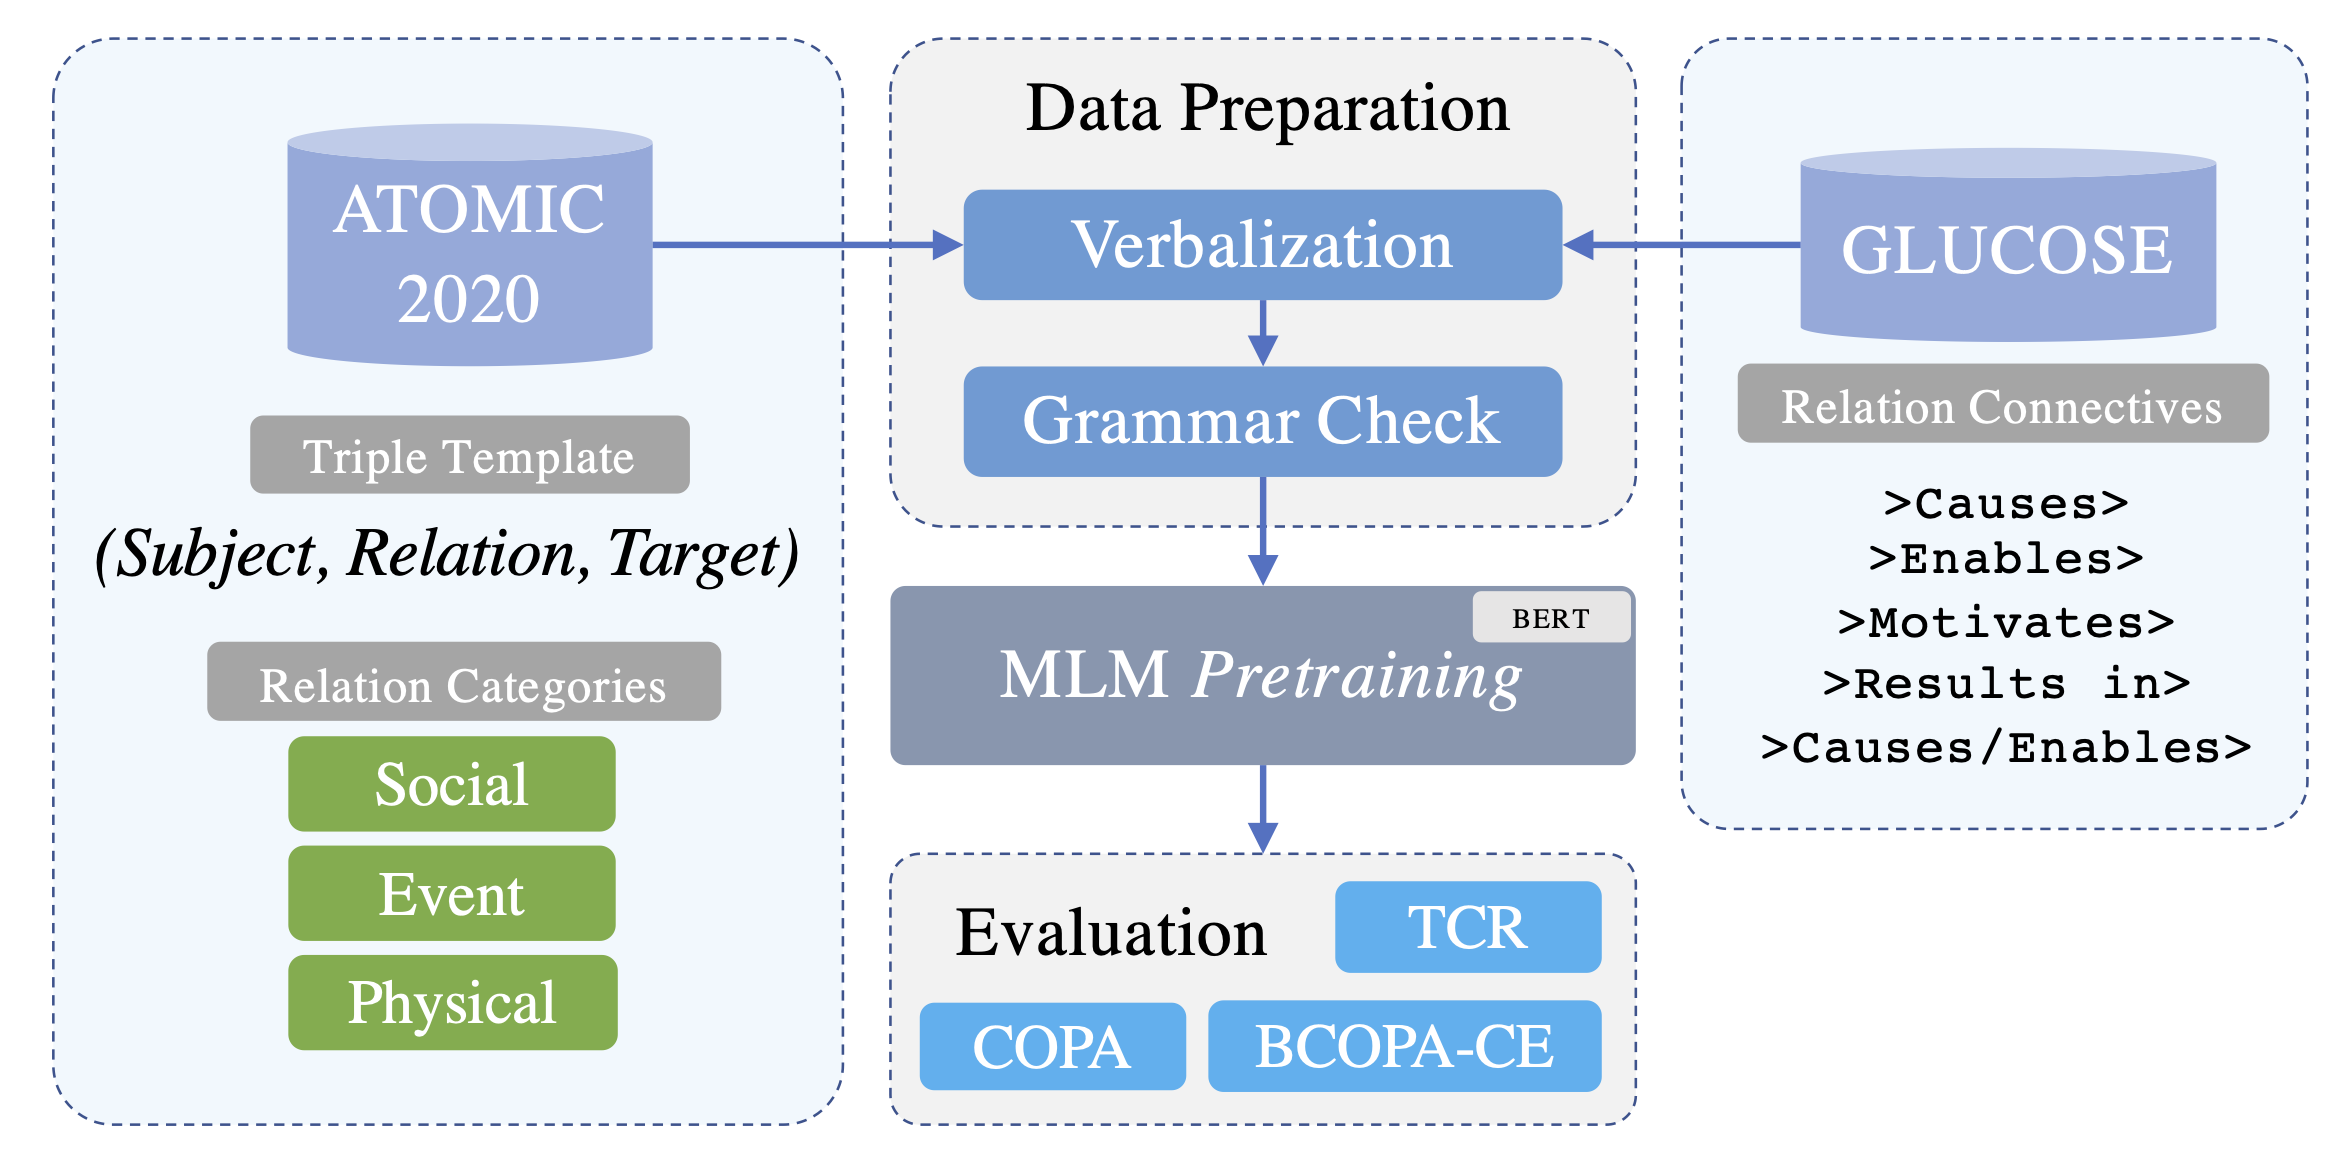 ATOMIC
2020
Triple Template
(Subject, Relation, Target)
Relation Categories
Social
Event
Physical
Data Preparation
Verbalization
Grammar Check
BERT
MLM Pretraining
Evaluation
TCR
COPA
BCOPA-CE
GLUCOSE
Relation Connectives
>Causes>
>Enables>
>Motivates>
>Results in>
>Causes/Enables>